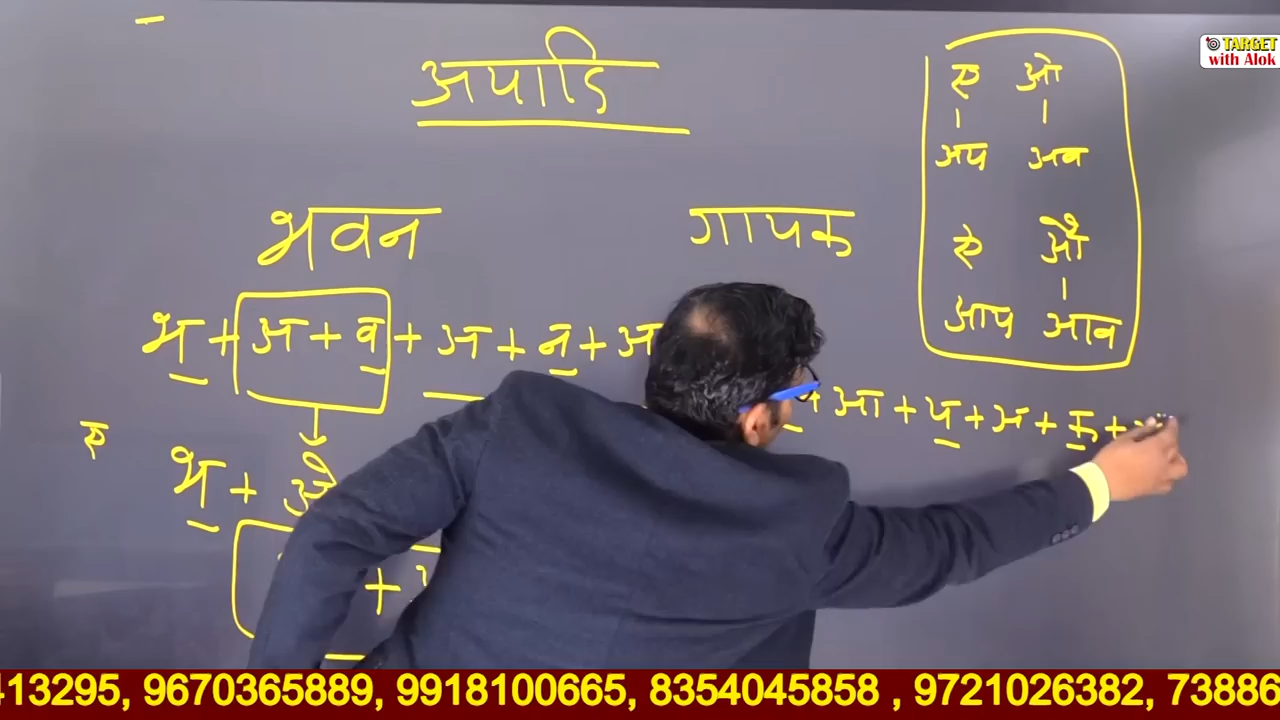 अयादि
ए ओ
अय अव
भवन
गायक
ऐ औ
आय आव
भ् + अ + व् + अ + न् + अ
+ आ + य् + अ + क् +
ए
भ् + ओ
+
TARGET
with Alok
413295, 9670365889, 9918100665, 8354045858 , 9721026382, 73886